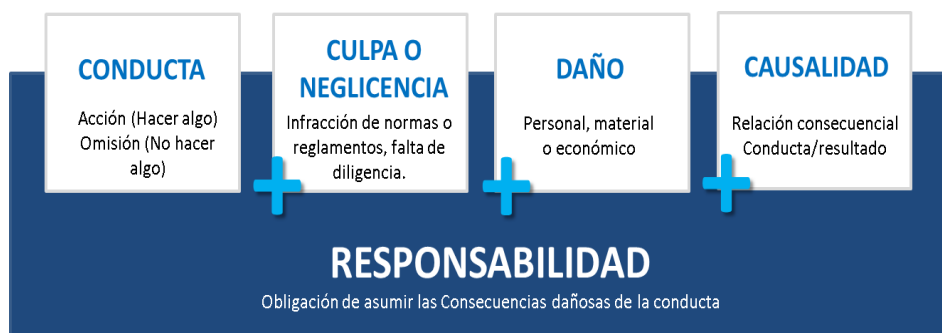 CONDUCTA
Acción (Hacer algo)
Omisión (No hacer
algo)
CULPA O
NEGLICENCIA
Infracción de normas o
reglamentos, falta de
diligencia.
DAÑO
Personal, material
o económico
CAUSALIDAD
Relación consecuencial
Conducta/resultado
RESPONSABILIDAD
Obligación de asumir las Consecuencias dañosas de la conducta